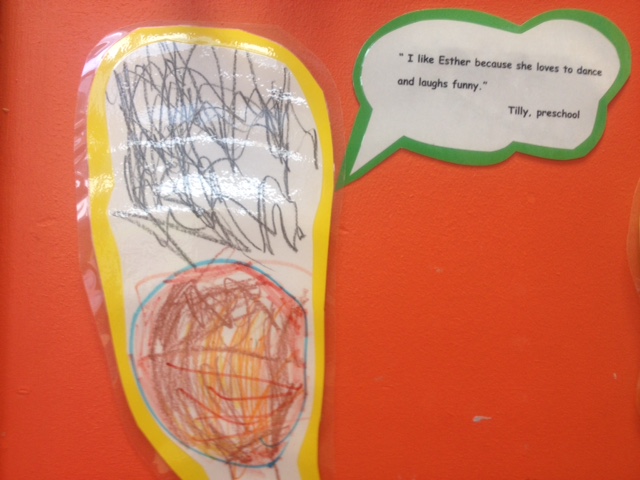 " I like Esther because she loves to dance
and laughs funny."
Tilly, preschool